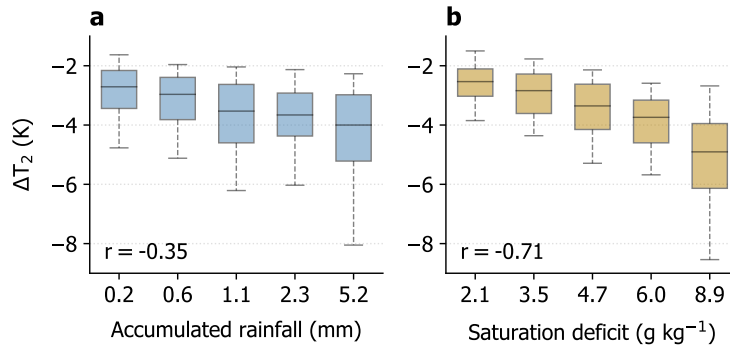 a
b
ΔT₂ (K)
−2
−4
−6
−8
r = -0.35
0.2 0.6 1.1 2.3 5.2
Accumulated rainfall (mm)
−2
−4
−6
−8
r = -0.71
2.1 3.5 4.7 6.0 8.9
Saturation deficit (g kg⁻¹)